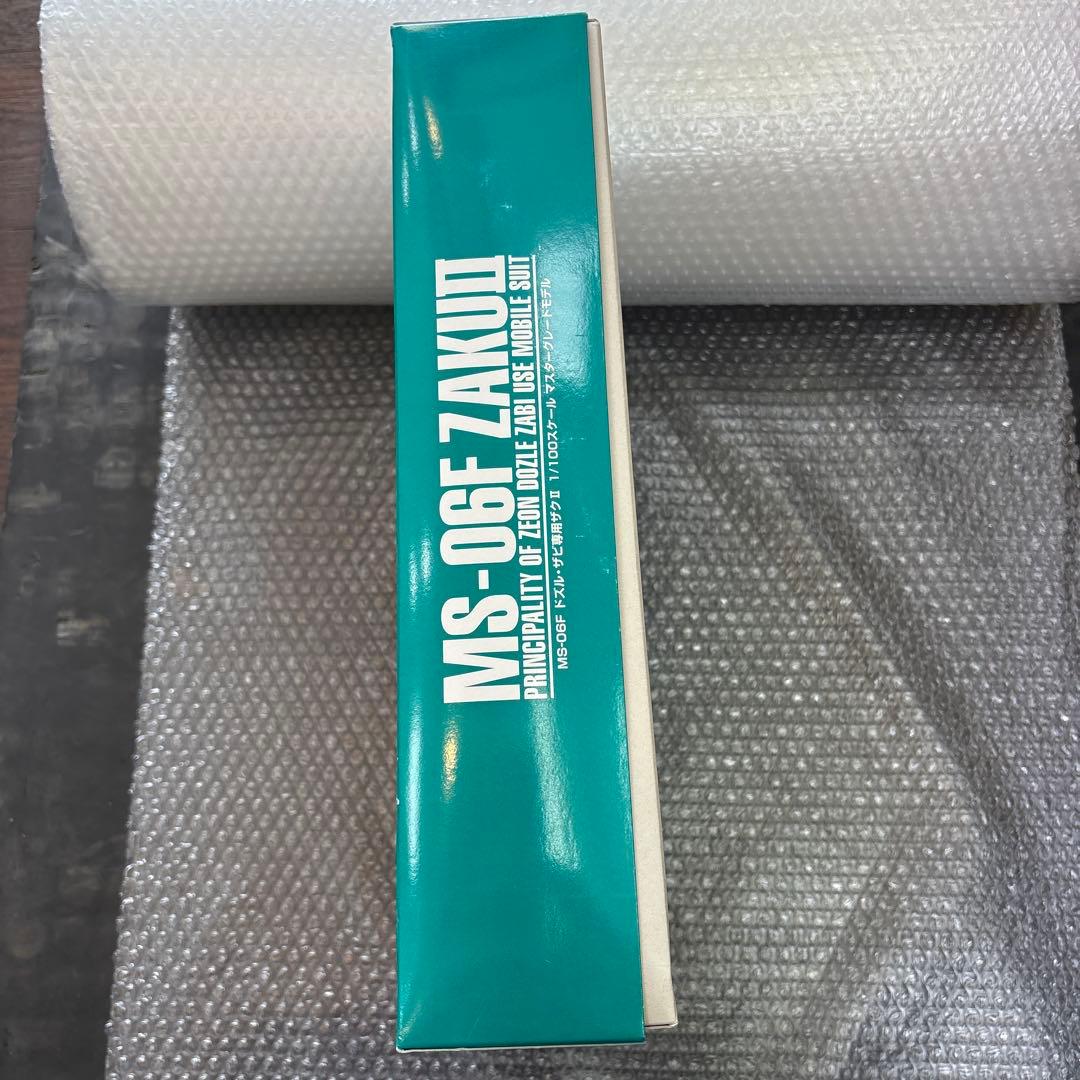 MS-06F ZAKUⅡ
PRINCIPALITY OF ZEON DOZLE ZABI USE MOBILE SUIT
MS-06F ドズル・ザビ専用ザクⅡ 1/100スケール マスターグレードモデル